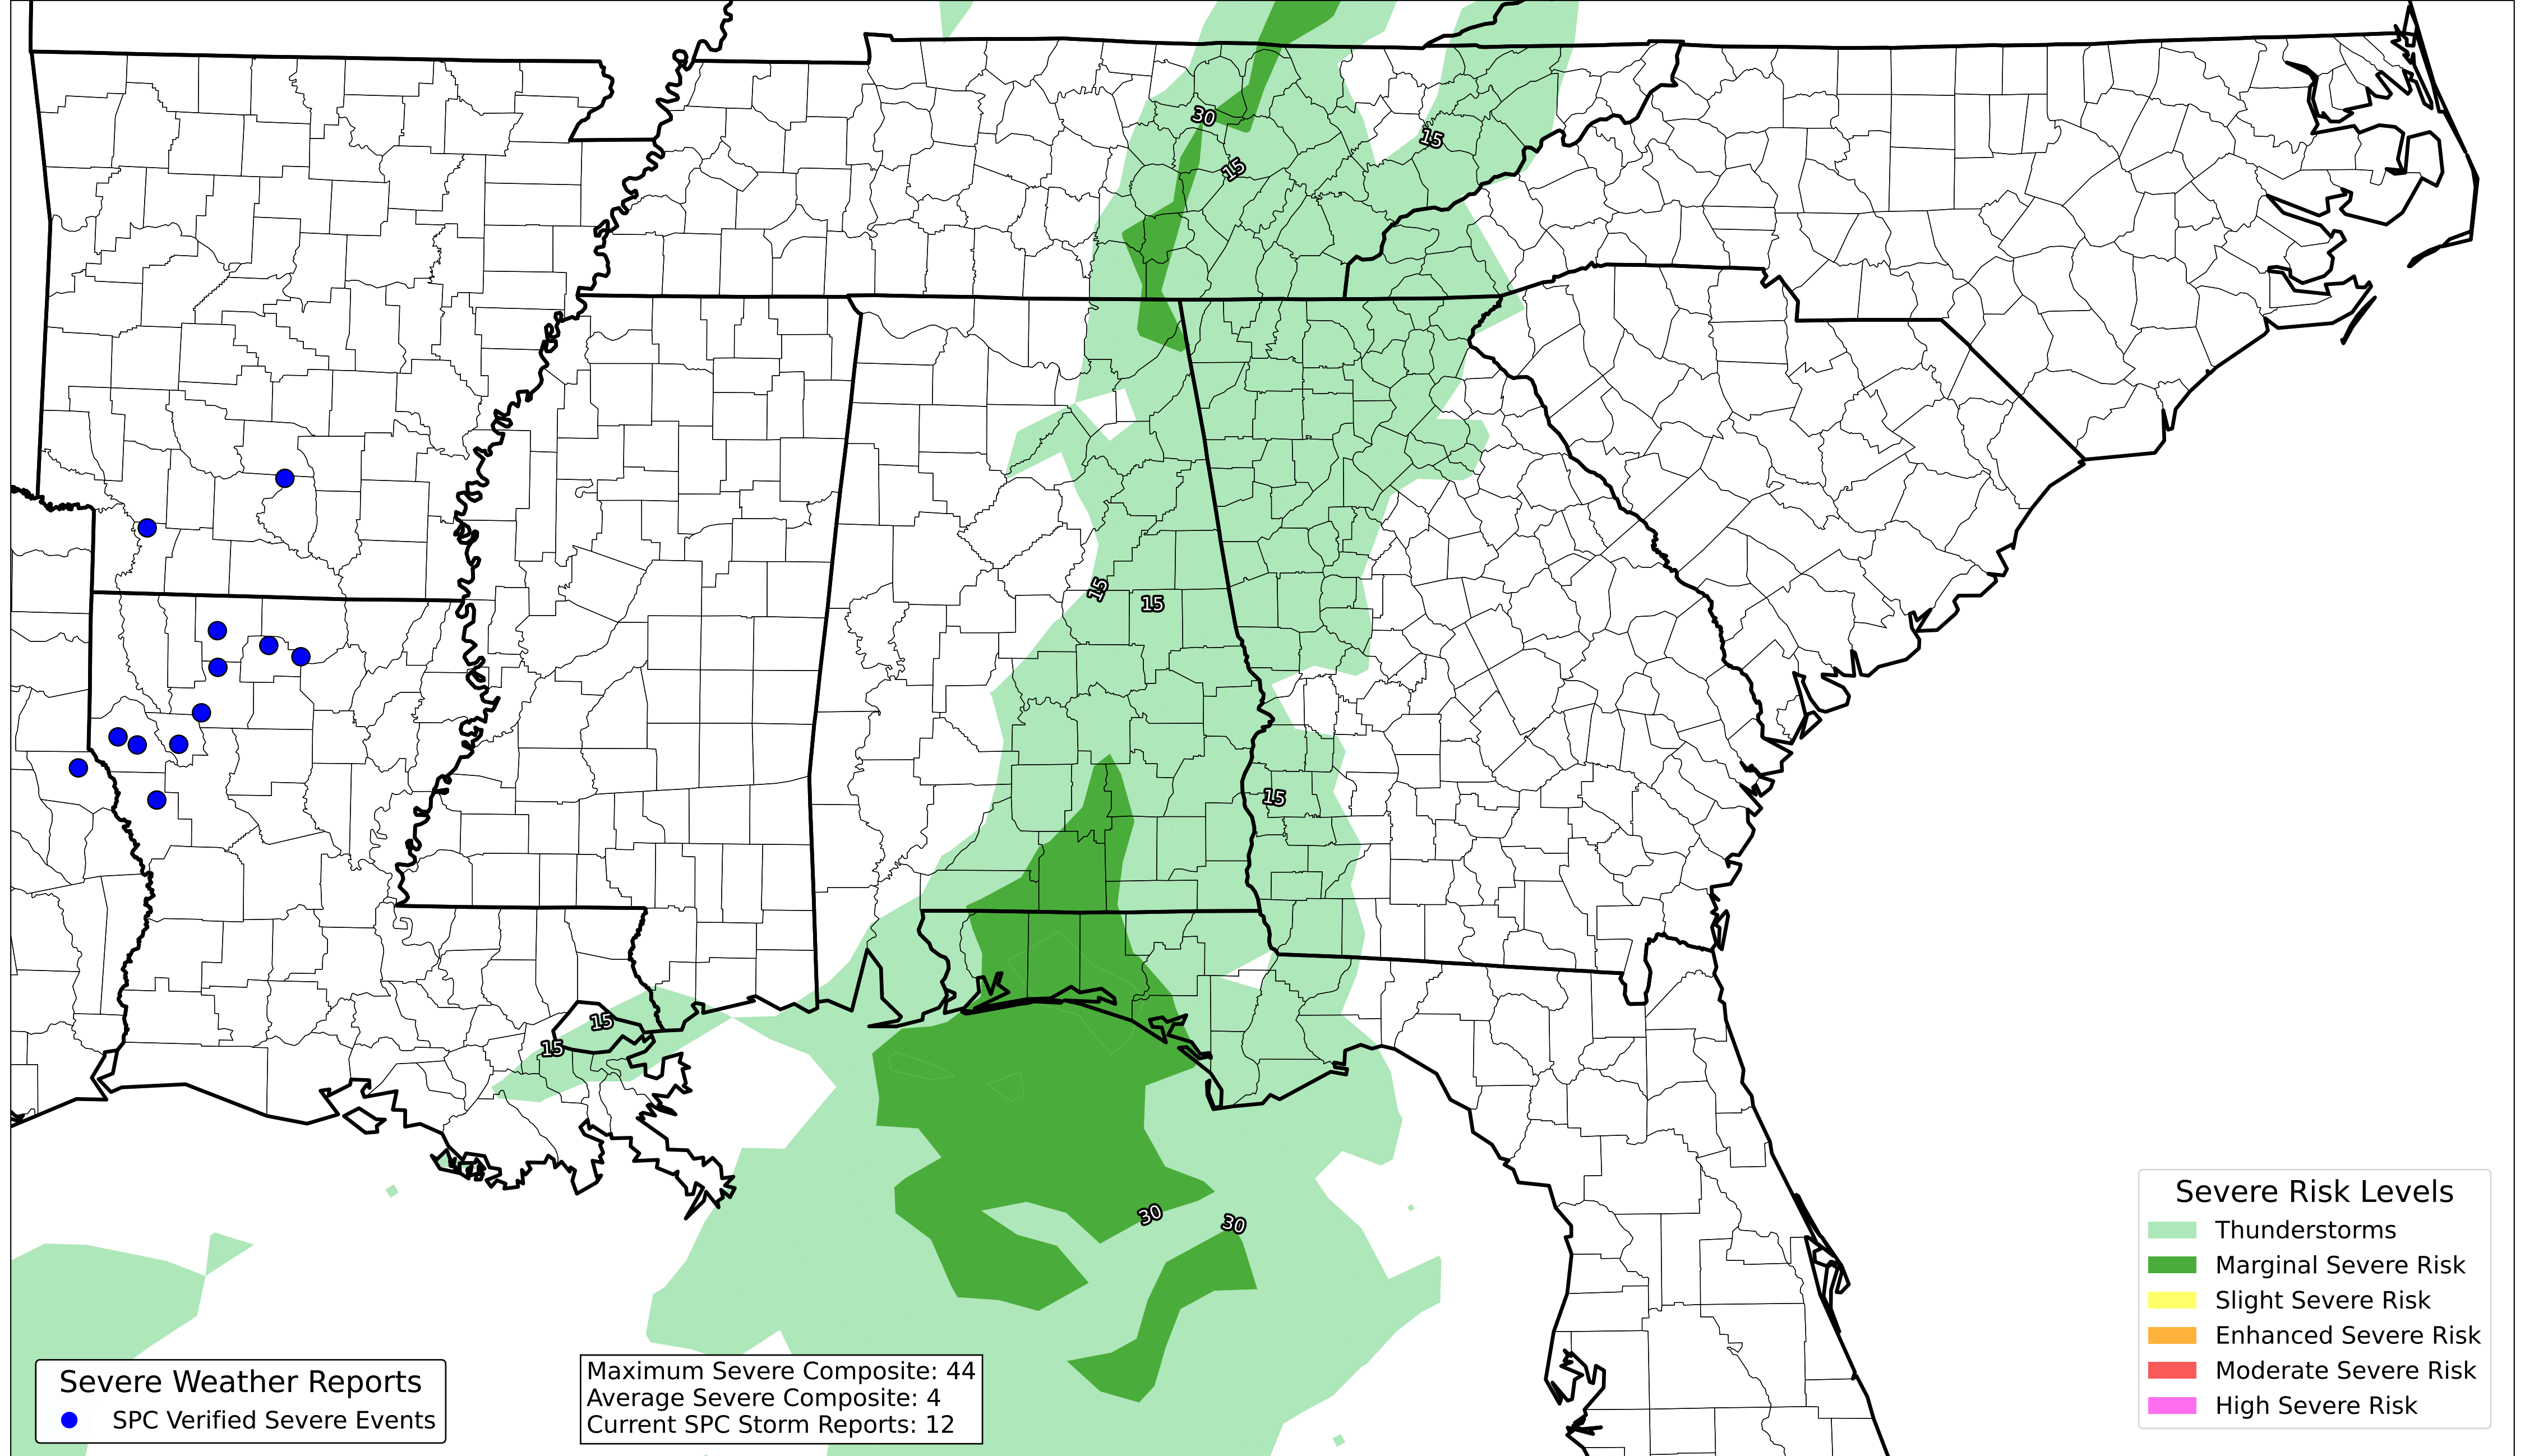 30
15
15
15
15
15
15
15
30
30
Severe Risk Levels
Thunderstorms
Marginal Severe Risk
Slight Severe Risk
Enhanced Severe Risk
Moderate Severe Risk
High Severe Risk
Severe Weather Reports
SPC Verified Severe Events
Maximum Severe Composite: 44
Average Severe Composite: 4
Current SPC Storm Reports: 12